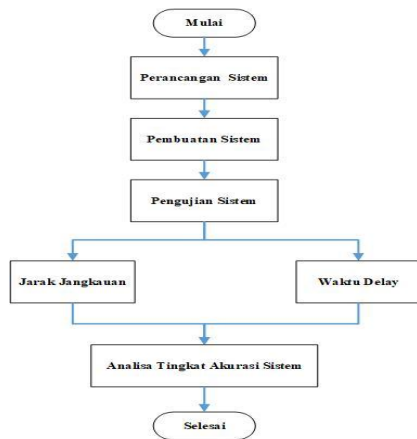 Mulai
Perancangan Sistem
Pembuatan Sistem
Pengujian Sistem
Jarak Jangkauan
Waktu Delay
Analisa Tingkat Akurasi Sistem
Selesai